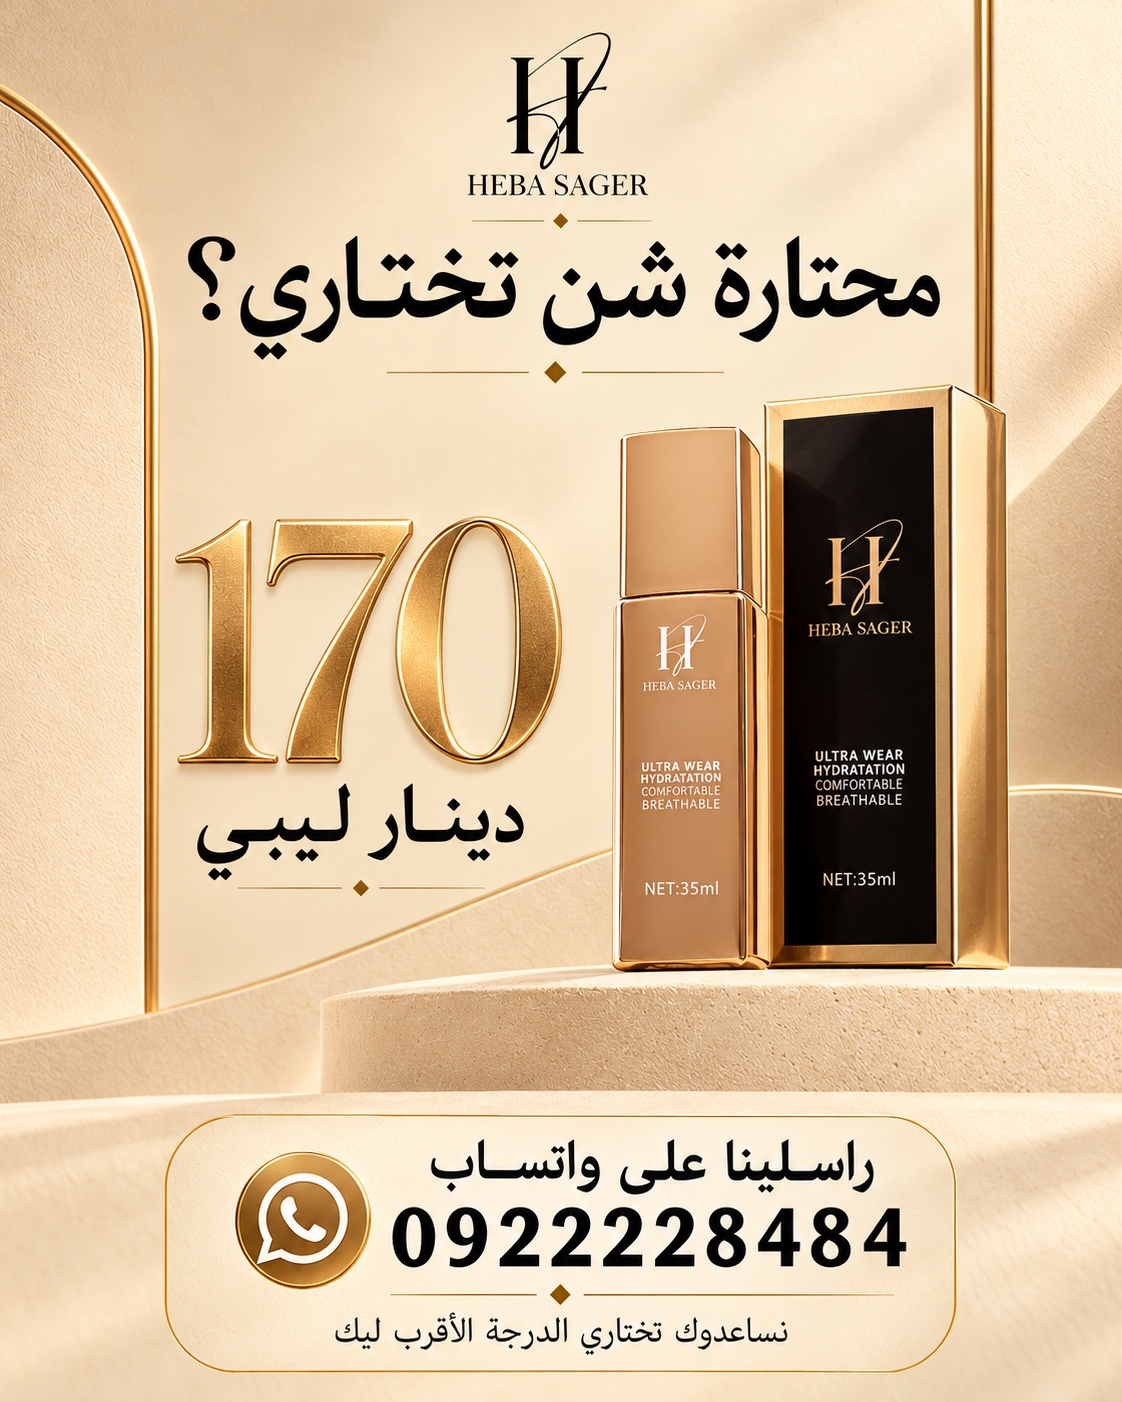 HEBA SAGER
محتارة شن تختاري؟
170
دينار ليبي
HEBA SAGER
ULTRA WEAR
HYDRATATION
COMFORTABLE
BREATHABLE
NET:35ml
HEBA SAGER
ULTRA WEAR
HYDRATATION
COMFORTABLE
BREATHABLE
NET:35ml
راسلينا على واتساب
0922228484
نساعدوك تختاري الدرجة الأقرب ليك